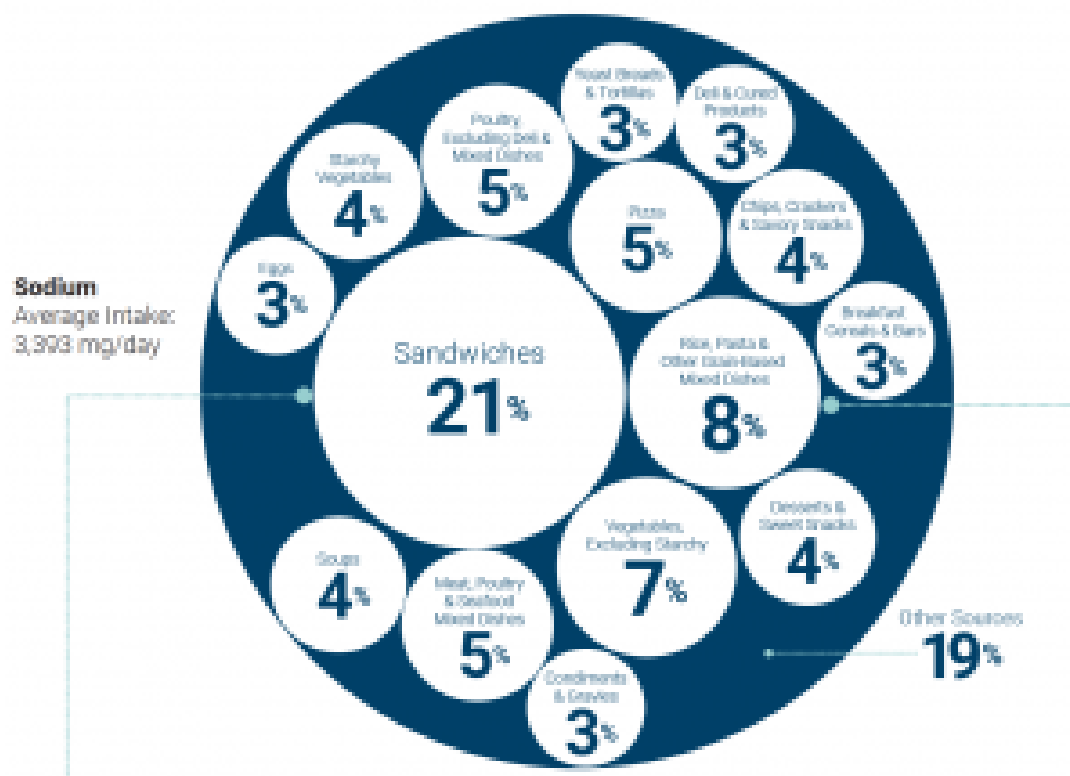 Sodium
Average Intake:
3,393 mg/day
Yeast Breads
& Tortillas
3%
Deli & Cured
Products
3%
Poultry,
Excluding Deli &
Mixed Dishes
5%
Starchy
Vegetables
4%
Pizza
5%
Chips, Crackers
& Savory Snacks
4%
Eggs
3%
Breakfast
Cereals & Bars
3%
Sandwiches
21%
Rice, Pasta &
Other Grain-Based
Mixed Dishes
8%
Desserts &
Sweet Snacks
4%
Vegetables,
Excluding Starchy
7%
Soups
4%
Meat, Poultry
& Seafood
Mixed Dishes
5%
Other Sources
19%
Condiments
& Gravies
3%